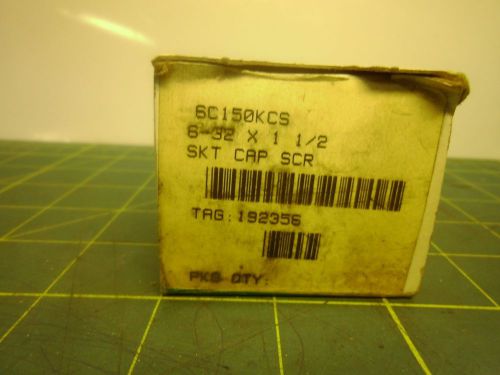 6C150KCS
6-32 X 1 1/2
SKT CAP SCR
TAG:192356
PKG QTY: